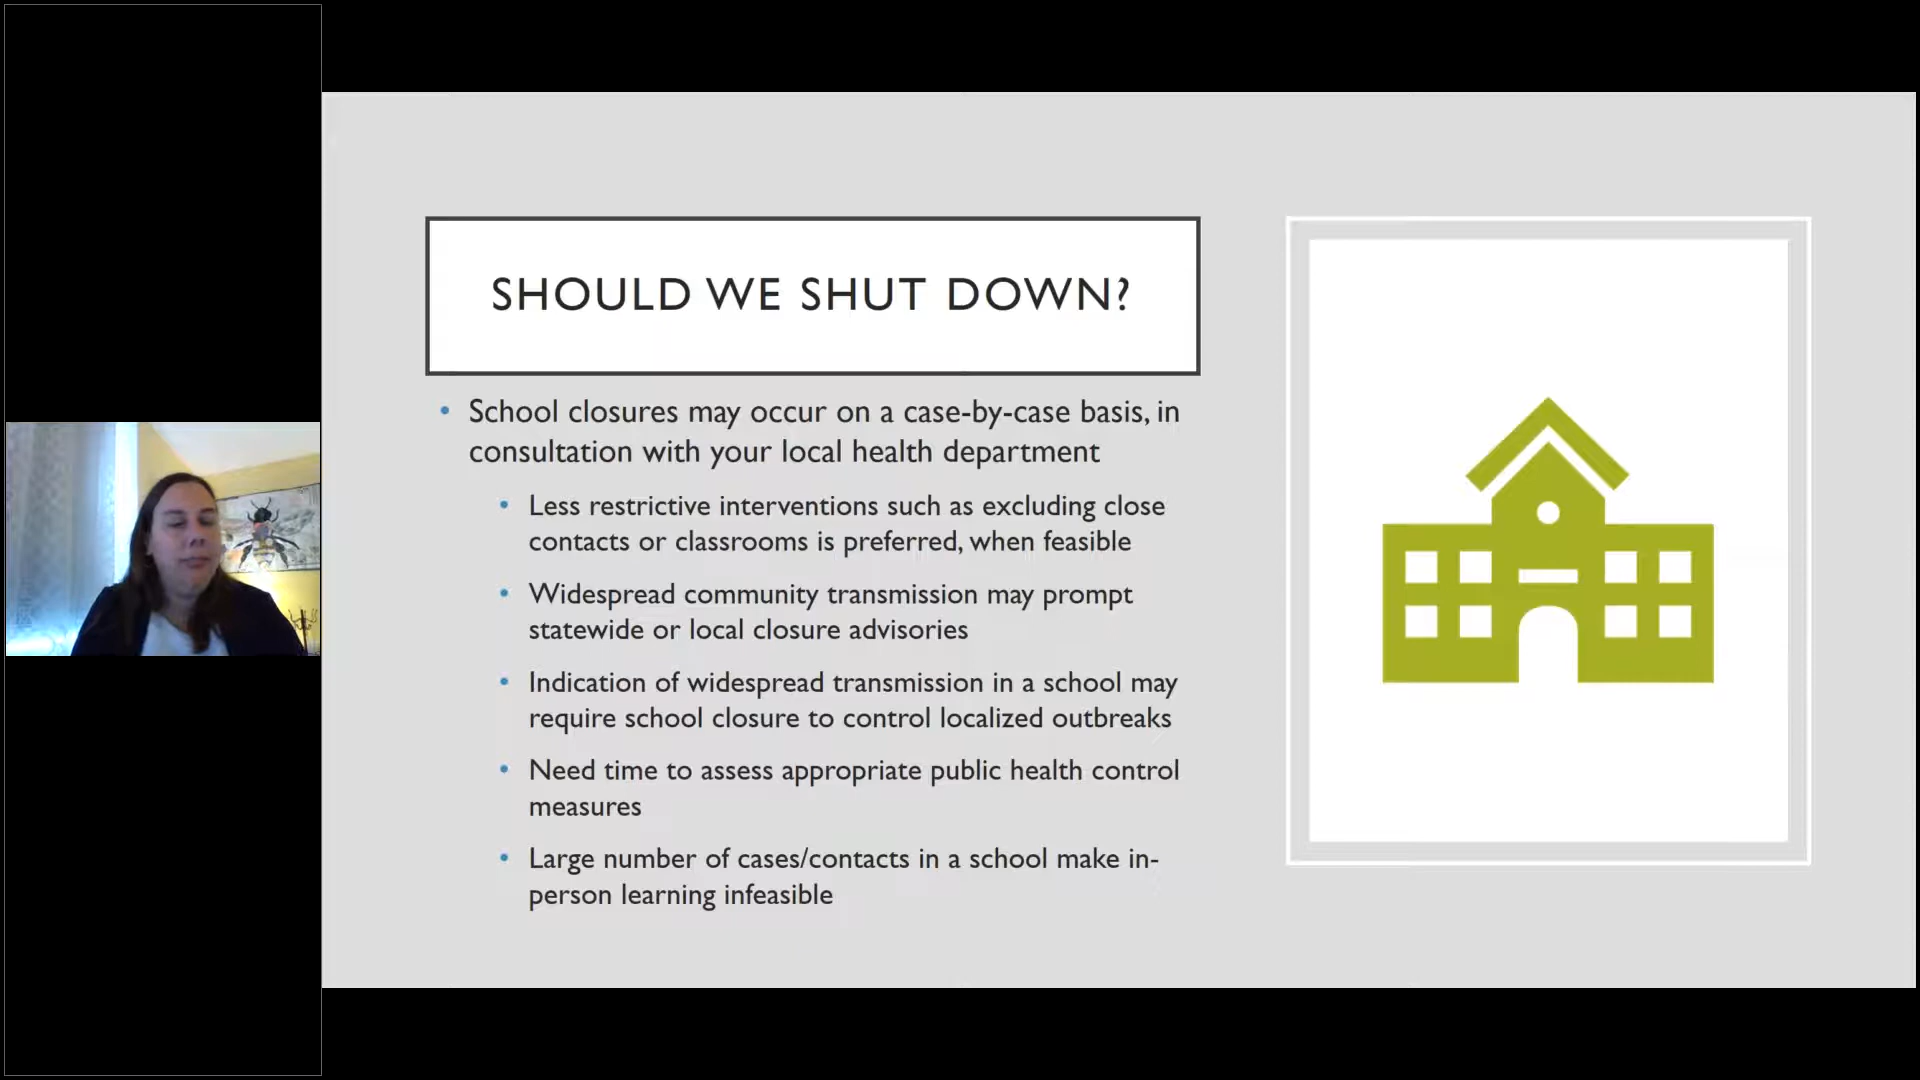 SHOULD WE SHUT DOWN?
• School closures may occur on a case-by-case basis, in
consultation with your local health department
• Less restrictive interventions such as excluding close
contacts or classrooms is preferred, when feasible
• Widespread community transmission may prompt
statewide or local closure advisories
• Indication of widespread transmission in a school may
require school closure to control localized outbreaks
• Need time to assess appropriate public health control
measures
• Large number of cases/contacts in a school make in-
person learning infeasible